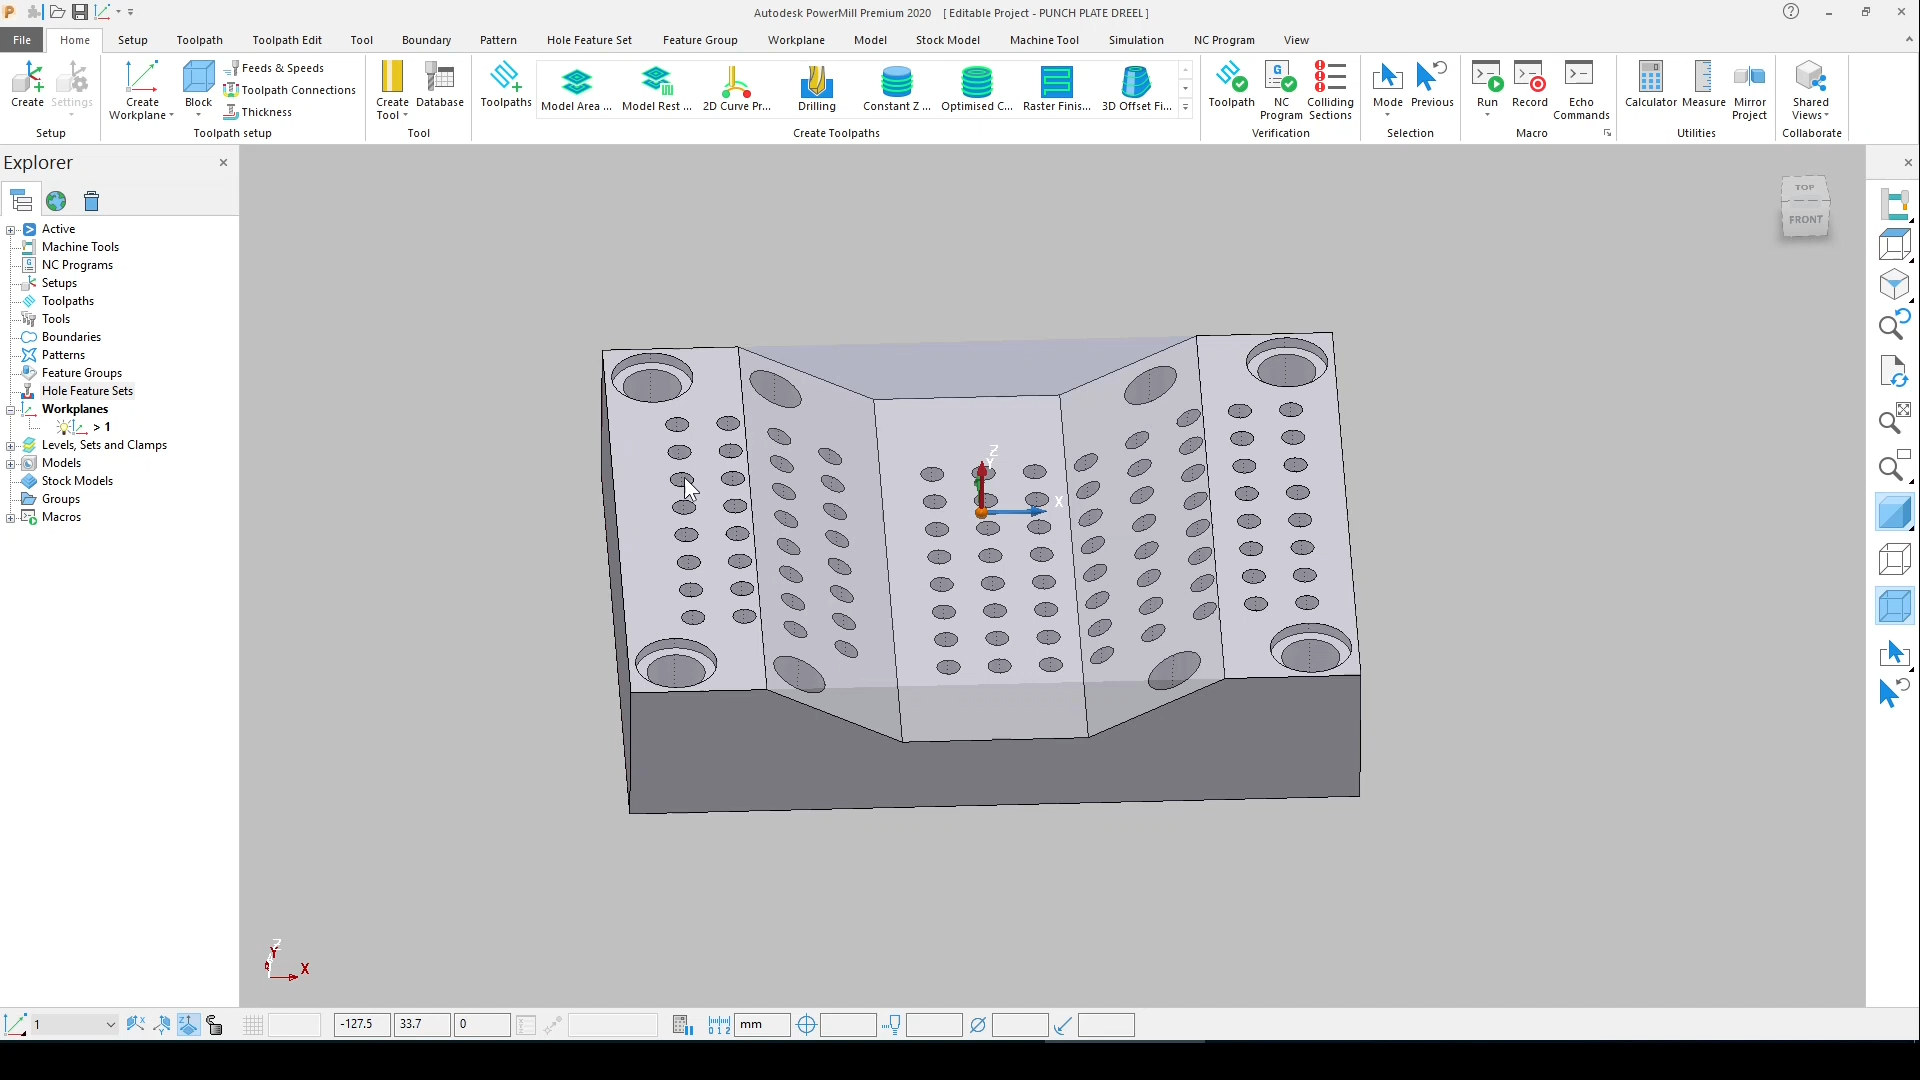 Autodesk PowerMill Premium 2020 [ Editable Project - PUNCH PLATE DREEL ]
File Home Setup Toolpath Toolpath Edit Tool Boundary Pattern Hole Feature Set Feature Group Workplane Model Stock Model Machine Tool Simulation NC Program View
Feeds & Speeds
Toolpath Connections
Thickness
Create Settings Create Workplane Block Create Tool Database Toolpaths Model Area ... Model Rest ... 2D Curve Pr... Drilling Constant Z ... Optimised C... Raster Finis... 3D Offset Fi... Toolpath NC Program Colliding Sections Mode Previous Run Record Echo Commands Calculator Measure Mirror Project Shared Views
Setup Toolpath setup Tool Create Toolpaths Verification Selection Macro Utilities Collaborate
Explorer
Active
Machine Tools
NC Programs
Setups
Toolpaths
Tools
Boundaries
Patterns
Feature Groups
Hole Feature Sets
Workplanes
> 1
Levels, Sets and Clamps
Models
Stock Models
Groups
Macros
TOP
FRONT
Z
Y
X
Z
Y
X
1 -127.5 33.7 0 mm